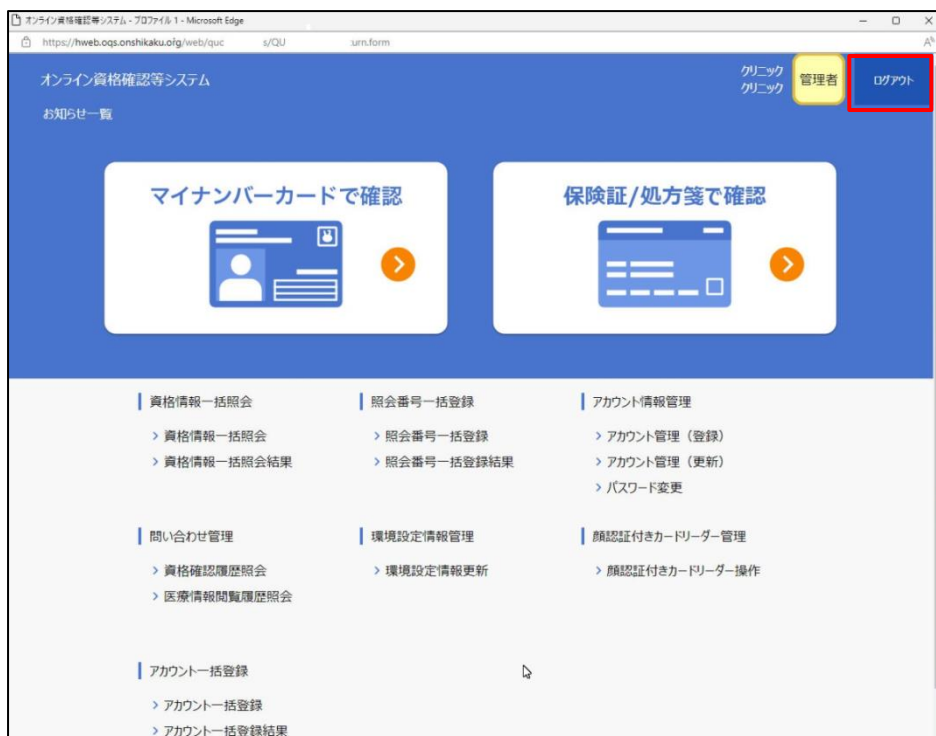 オンライン資格確認等システム - プロファイル 1 - Microsoft Edge
https://hweb.oqs.onshikaku.org/web/quc s/QU urn.form
オンライン資格確認等システム
クリニック
クリニック
管理者
ログアウト
お知らせ一覧
マイナンバーカードで確認
保険証/処方箋で確認
資格情報一括照会
資格情報一括照会
資格情報一括照会結果
照会番号一括登録
照会番号一括登録
照会番号一括登録結果
アカウント情報管理
アカウント管理（登録）
アカウント管理（更新）
パスワード変更
問い合わせ管理
資格確認履歴照会
医療情報閲覧履歴照会
環境設定情報管理
環境設定情報更新
顔認証付きカードリーダー管理
顔認証付きカードリーダー操作
アカウント一括登録
アカウント一括登録
アカウント一括登録結果